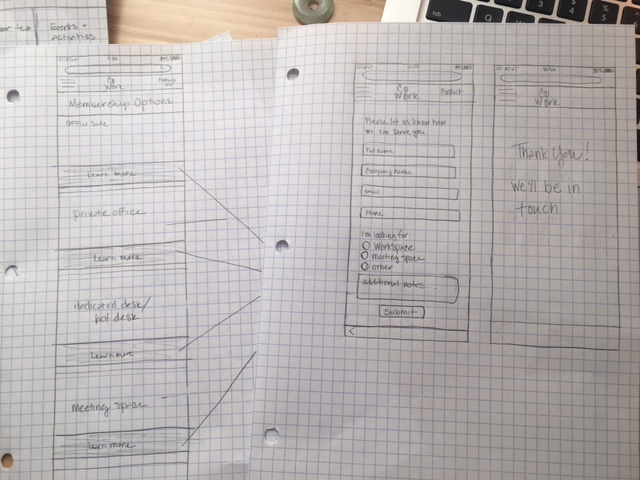 Events +
Activities
Co
Work
Membership Options
Office Suite
Learn more
private office
Learn more
dedicated desk/
hot desk
Learn more
meeting space
Learn more
Co
Work
Contact
Please let us know how
we can serve you
Full name
Company Name
email
Phone
I'm looking for
Workspace
meeting space
other
additional notes...
Submit
<
Co
Work
Thank You!
We'll be in
touch
Q